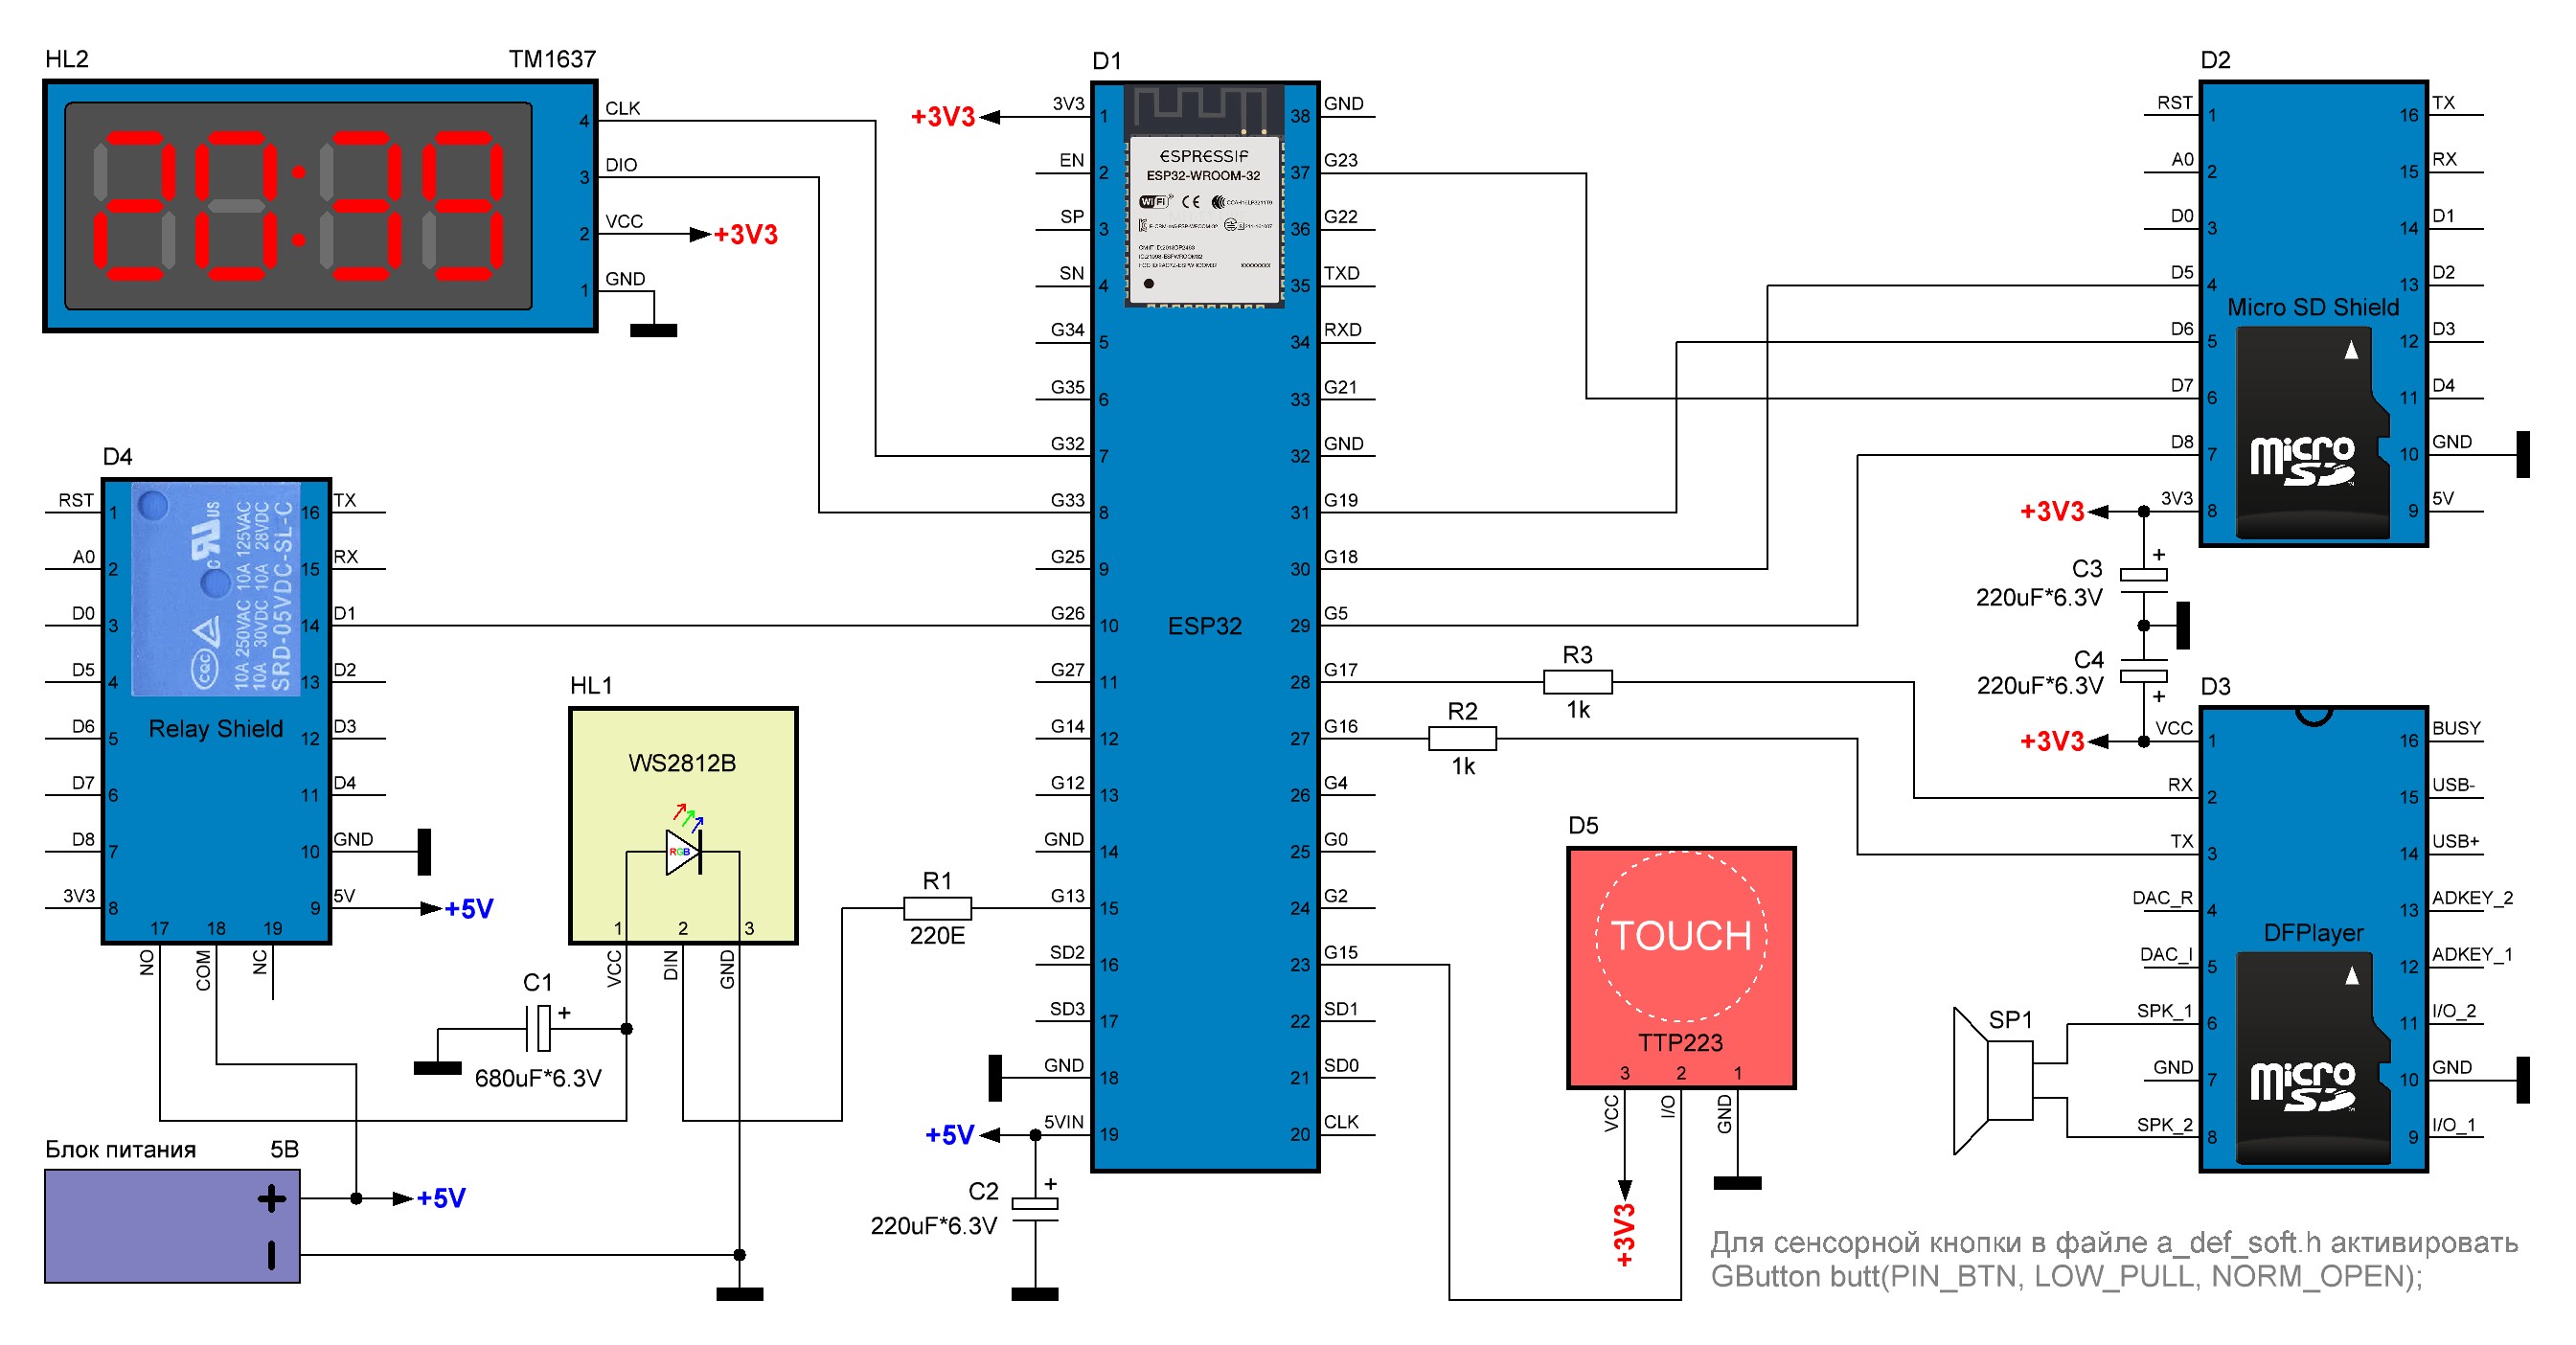 HL2
TM1637
20:39
CLK
4
DIO
3
VCC
2
+3V3
GND
1
D4
RST
1
A0
2
D0
3
D5
4
D6
5
D7
6
D8
7
3V3
8
TX
16
RX
15
D1
14
D2
13
D3
12
D4
11
GND
10
5V
9
+5V
10A 250VAC 10A 125VAC
10A 30VDC 10A 28VDC
SRD-05VDC-SL-C
CQC
Relay Shield
17
18
19
NO
COM
NC
HL1
WS2812B
RGB
1
2
3
VCC
DIN
GND
C1
+
680uF*6.3V
R1
220E
Блок питания
5В
+
+5V
−
D1
+3V3
3V3
1
EN
2
SP
3
SN
4
G34
5
G35
6
G32
7
G33
8
G25
9
G26
10
G27
11
G14
12
G12
13
GND
14
G13
15
SD2
16
SD3
17
GND
18
+5V
5VIN
19
C2
+
220uF*6.3V
ESPRESSIF
ESP32-WROOM-32
WiFi
CE
ESP32
GND
38
G23
37
G22
36
TXD
35
RXD
34
G21
33
GND
32
G19
31
G18
30
G5
29
G17
28
G16
27
G4
26
G0
25
G2
24
G15
23
SD1
22
SD0
21
CLK
20
R3
1k
R2
1k
D5
TOUCH
TTP223
3
2
1
VCC
I/O
GND
+3V3
D2
RST
1
A0
2
D0
3
D5
4
D6
5
D7
6
D8
7
3V3
8
+3V3
TX
16
RX
15
D1
14
D2
13
D3
12
D4
11
GND
10
5V
9
Micro SD Shield
micro
SD
C3
+
220uF*6.3V
C4
220uF*6.3V
+
+3V3
D3
VCC
1
RX
2
TX
3
DAC_R
4
DAC_I
5
SPK_1
6
GND
7
SPK_2
8
BUSY
16
USB-
15
USB+
14
ADKEY_2
13
ADKEY_1
12
I/O_2
11
GND
10
I/O_1
9
DFPlayer
micro
SD
SP1
Для сенсорной кнопки в файле a_def_soft.h активировать
GButton butt(PIN_BTN, LOW_PULL, NORM_OPEN);